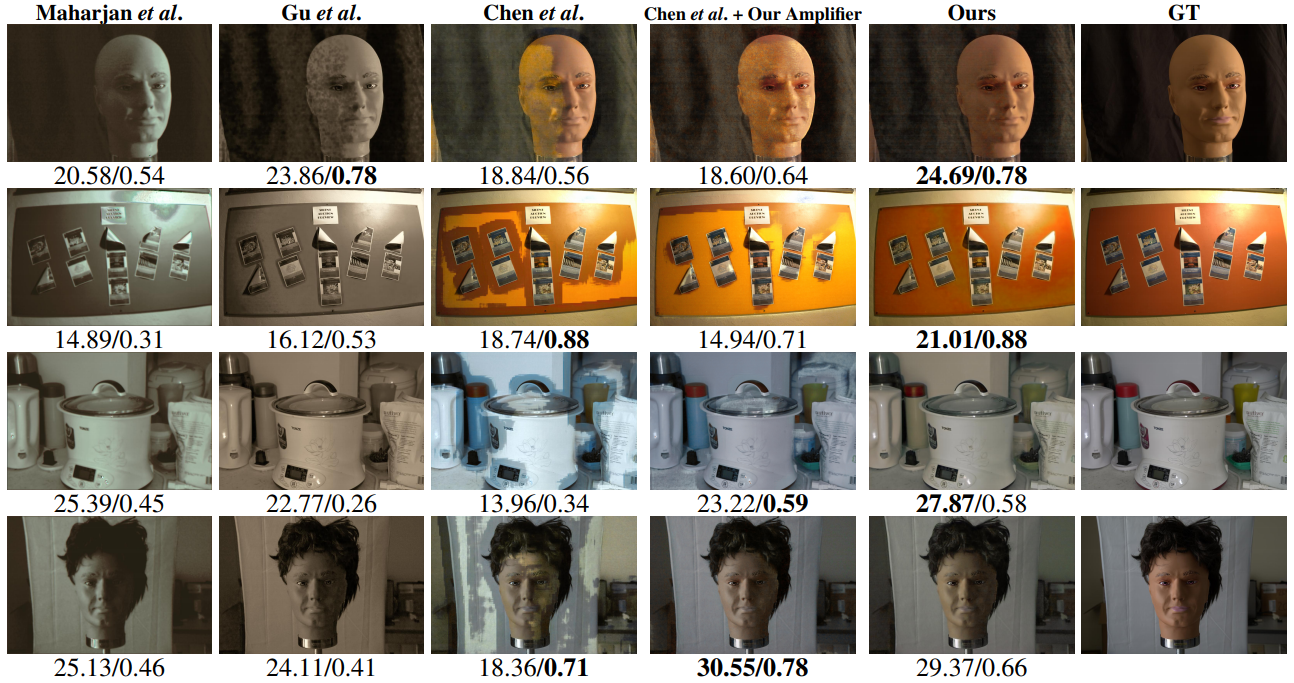 Maharjan et al. Gu et al. Chen et al. Chen et al. + Our Amplifier Ours GT
20.58/0.54 23.86/0.78 18.84/0.56 18.60/0.64 24.69/0.78
14.89/0.31 16.12/0.53 18.74/0.88 14.94/0.71 21.01/0.88
25.39/0.45 22.77/0.26 13.96/0.34 23.22/0.59 27.87/0.58
25.13/0.46 24.11/0.41 18.36/0.71 30.55/0.78 29.37/0.66